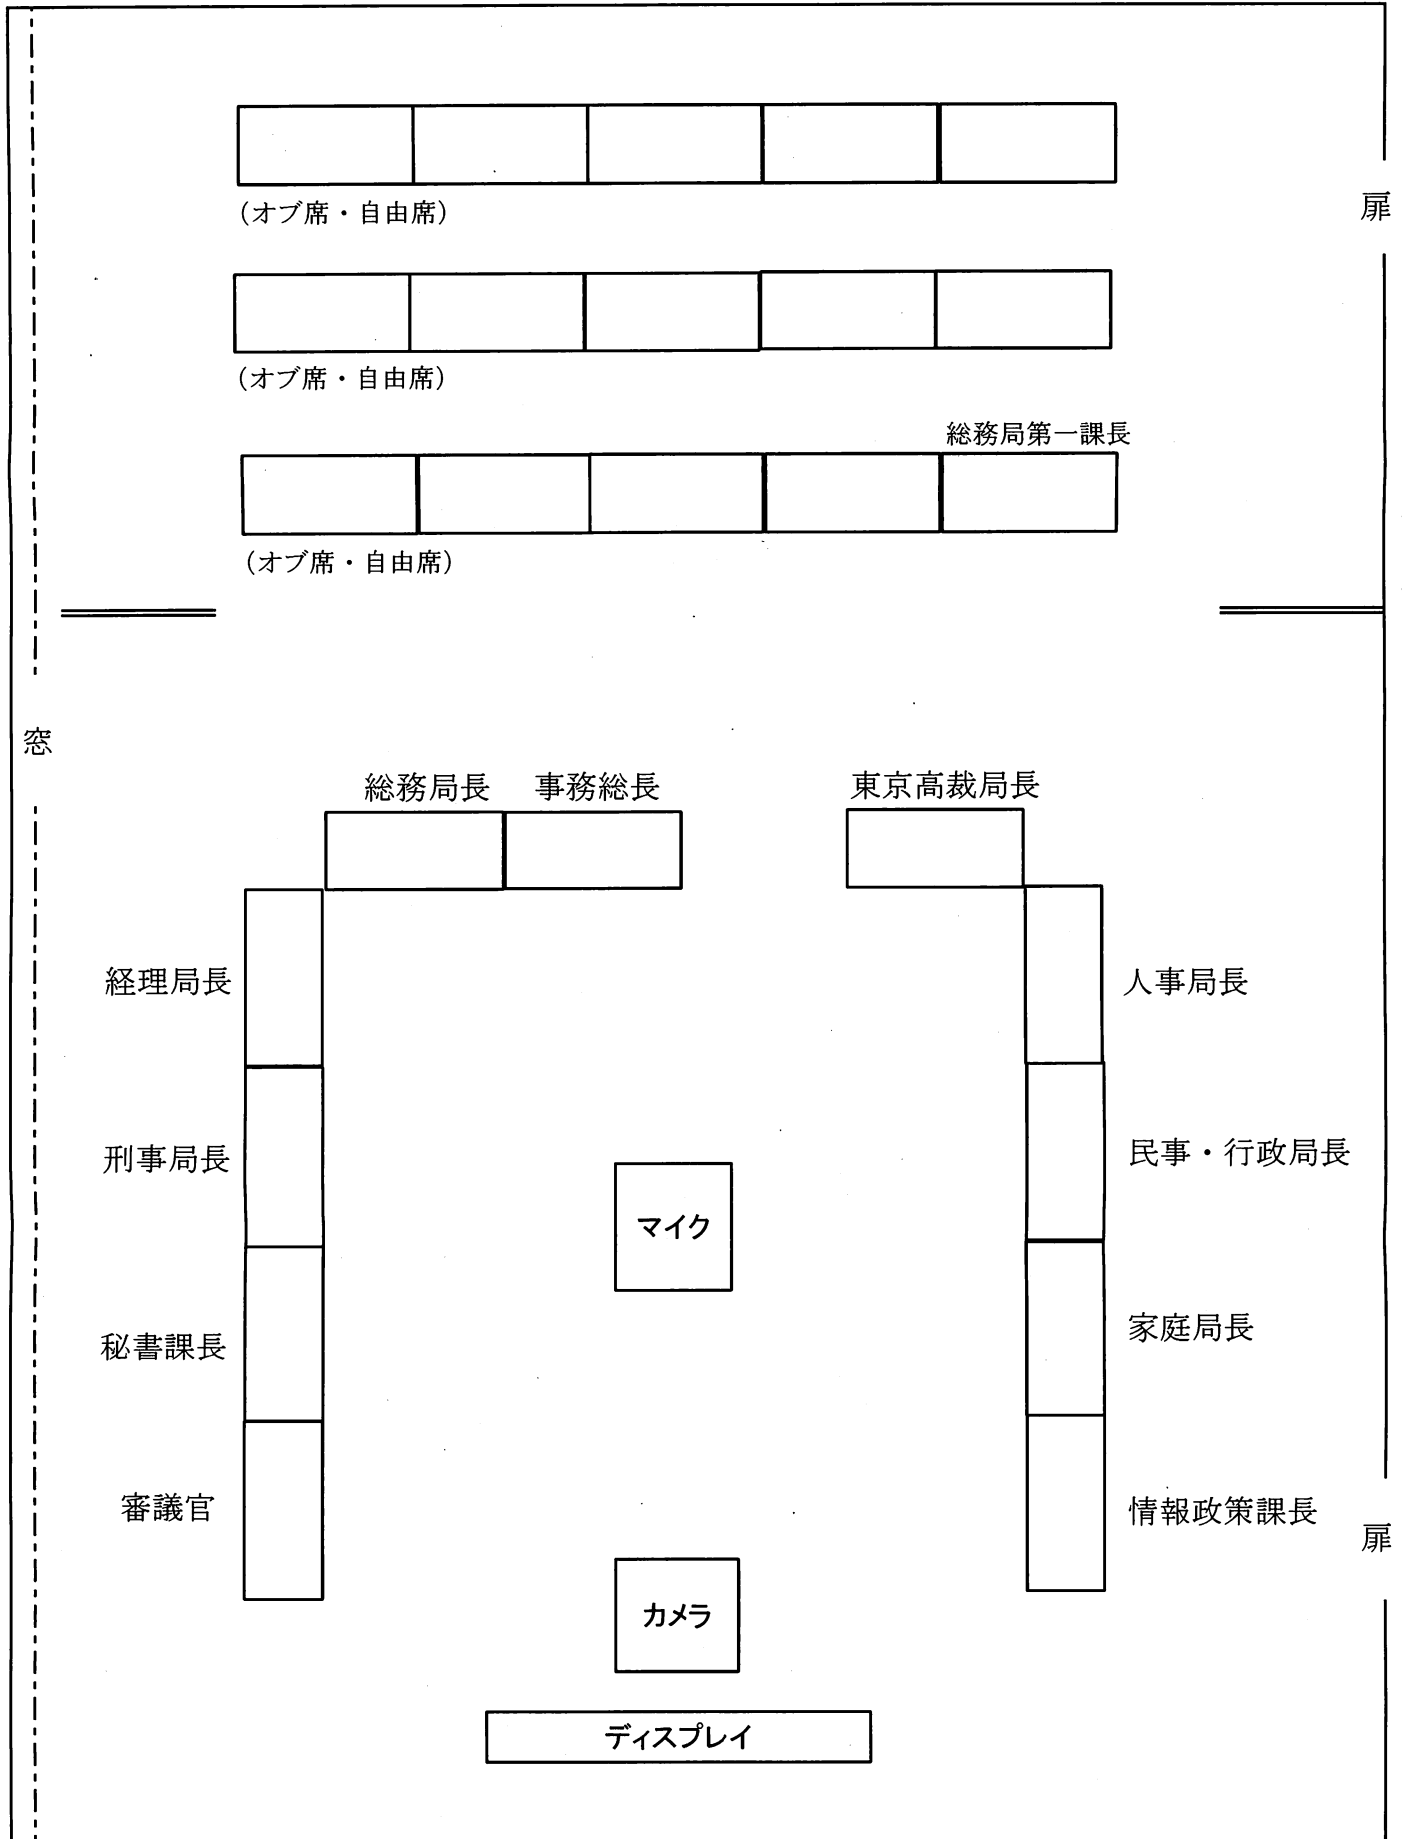 (オブ席・自由席)
扉
(オブ席・自由席)
総務局第一課長
(オブ席・自由席)
窓
総務局長
事務総長
東京高裁局長
経理局長
人事局長
刑事局長
民事・行政局長
マイク
秘書課長
家庭局長
審議官
情報政策課長
扉
カメラ
ディスプレイ